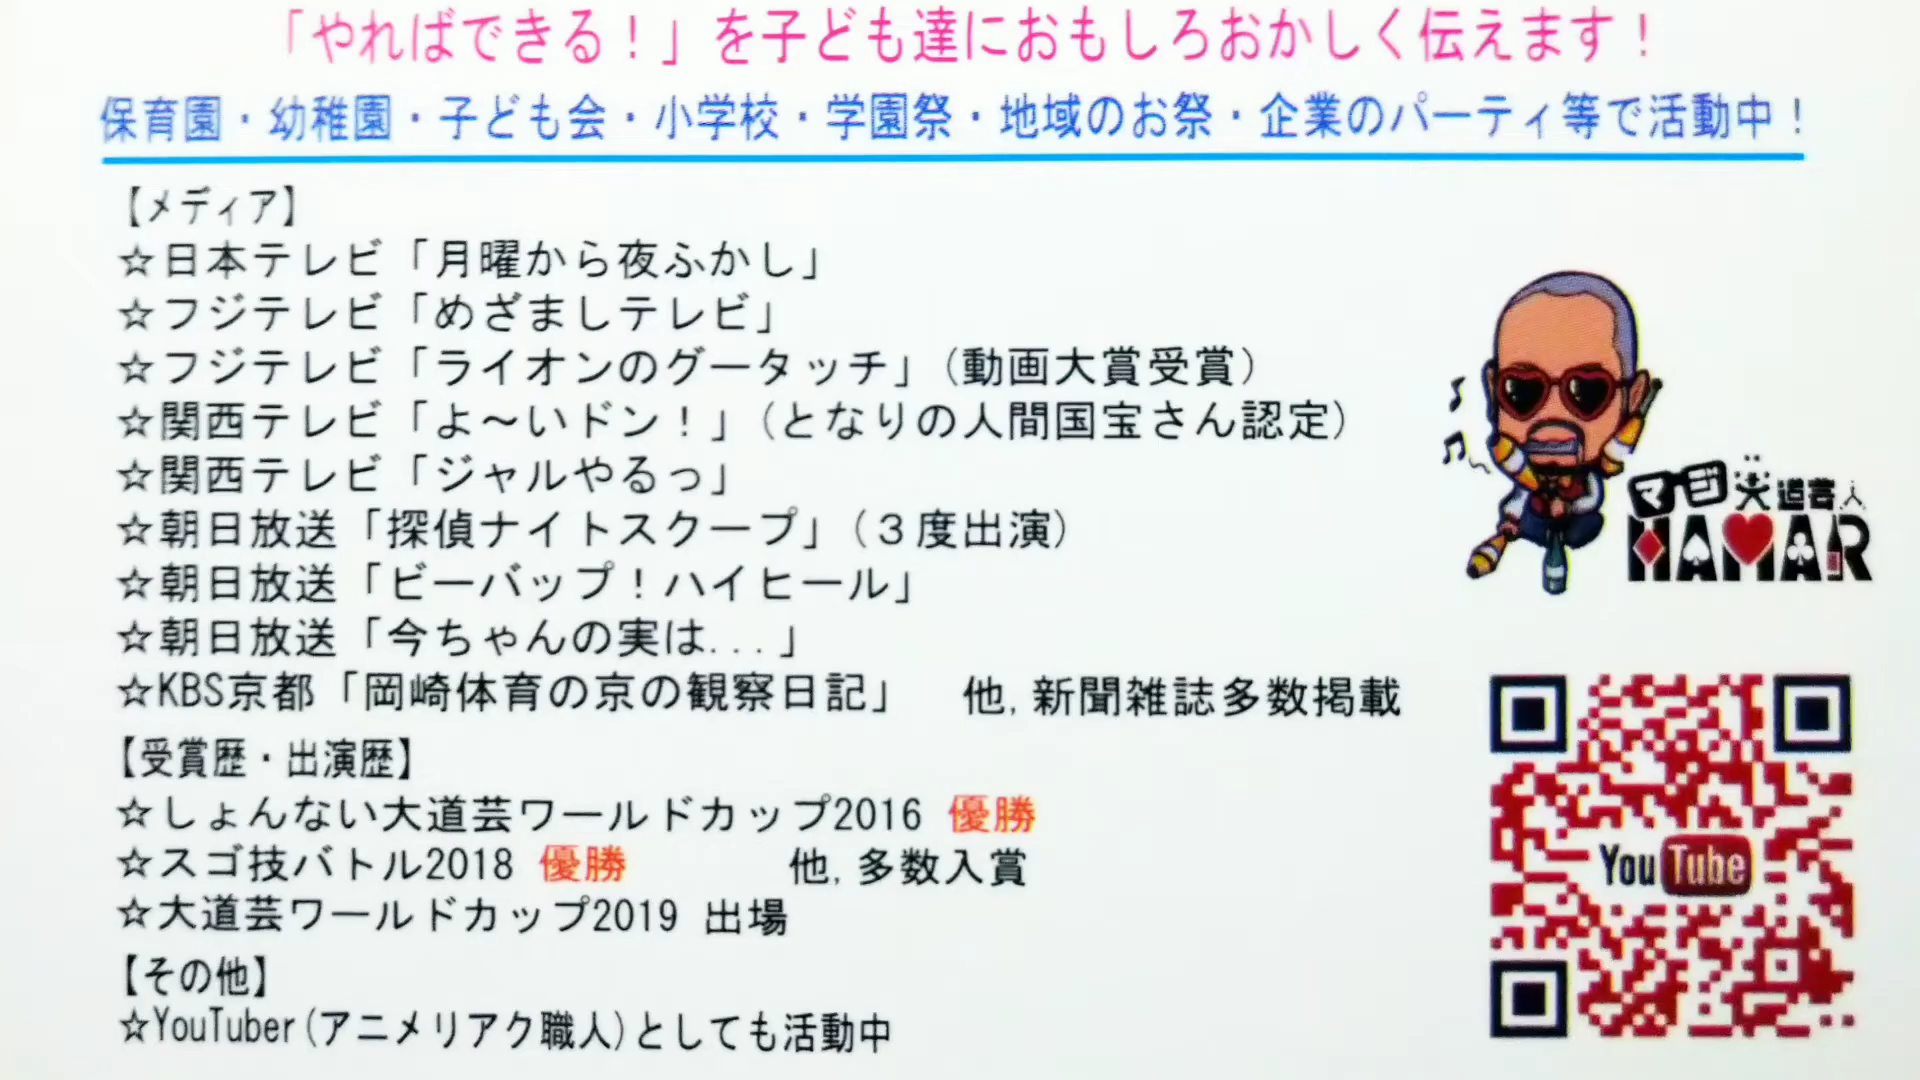 「やればできる！」を子ども達におもしろおかしく伝えます！
保育園・幼稚園・子ども会・小学校・学園祭・地域のお祭・企業のパーティ等で活動中！
【メディア】
☆日本テレビ「月曜から夜ふかし」
☆フジテレビ「めざましテレビ」
☆フジテレビ「ライオンのグータッチ」(動画大賞受賞)
☆関西テレビ「よ～いドン！」(となりの人間国宝さん認定)
☆関西テレビ「ジャルやるっ」
☆朝日放送「探偵ナイトスクープ」(３度出演)
☆朝日放送「ビーバップ！ハイヒール」
☆朝日放送「今ちゃんの実は...」
☆KBS京都「岡崎体育の京の観察日記」　他,新聞雑誌多数掲載
【受賞歴・出演歴】
☆しょんない大道芸ワールドカップ2016 優勝
☆スゴ技バトル2018 優勝　他,多数入賞
☆大道芸ワールドカップ2019 出場
【その他】
☆YouTuber(アニメリアク職人)としても活動中
マジ大道芸人
HAMAR
YouTube